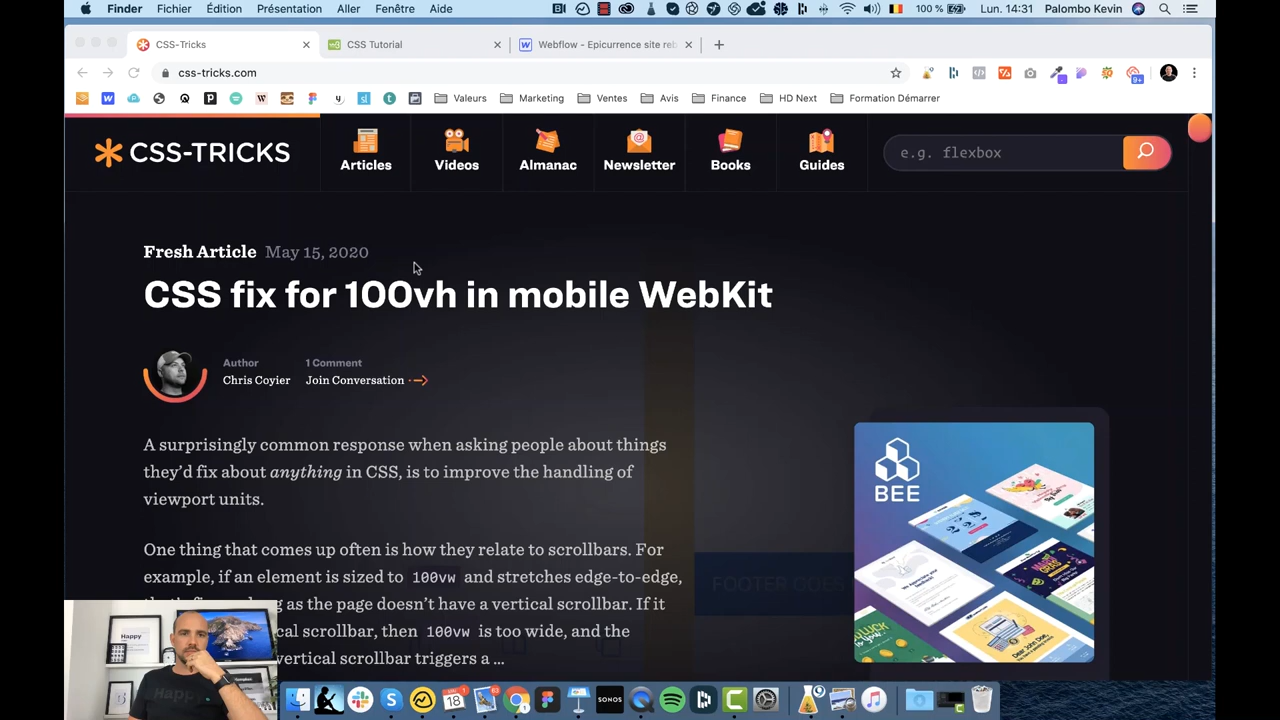 Finder Fichier Édition Présentation Aller Fenêtre Aide 100 % Lun. 14:31 Palombo Kevin
CSS-Tricks CSS Tutorial Webflow - Epicurrence site reb
css-tricks.com
Valeurs Marketing Ventes Avis Finance HD Next Formation Démarrer
CSS-TRICKS Articles Videos Almanac Newsletter Books Guides e.g. flexbox
Fresh Article May 15, 2020
CSS fix for 100vh in mobile WebKit
Author 1 Comment
Chris Coyier Join Conversation
A surprisingly common response when asking people about things
they'd fix about anything in CSS, is to improve the handling of
viewport units.
BEE
One thing that comes up often is how they relate to scrollbars. For
example, if an element is sized to 100vw and stretches edge-to-edge,
FOOTER GOES
as the page doesn't have a vertical scrollbar. If it
cal scrollbar, then 100vw is too wide, and the
vertical scrollbar triggers a ...
Happy
SONOS
18